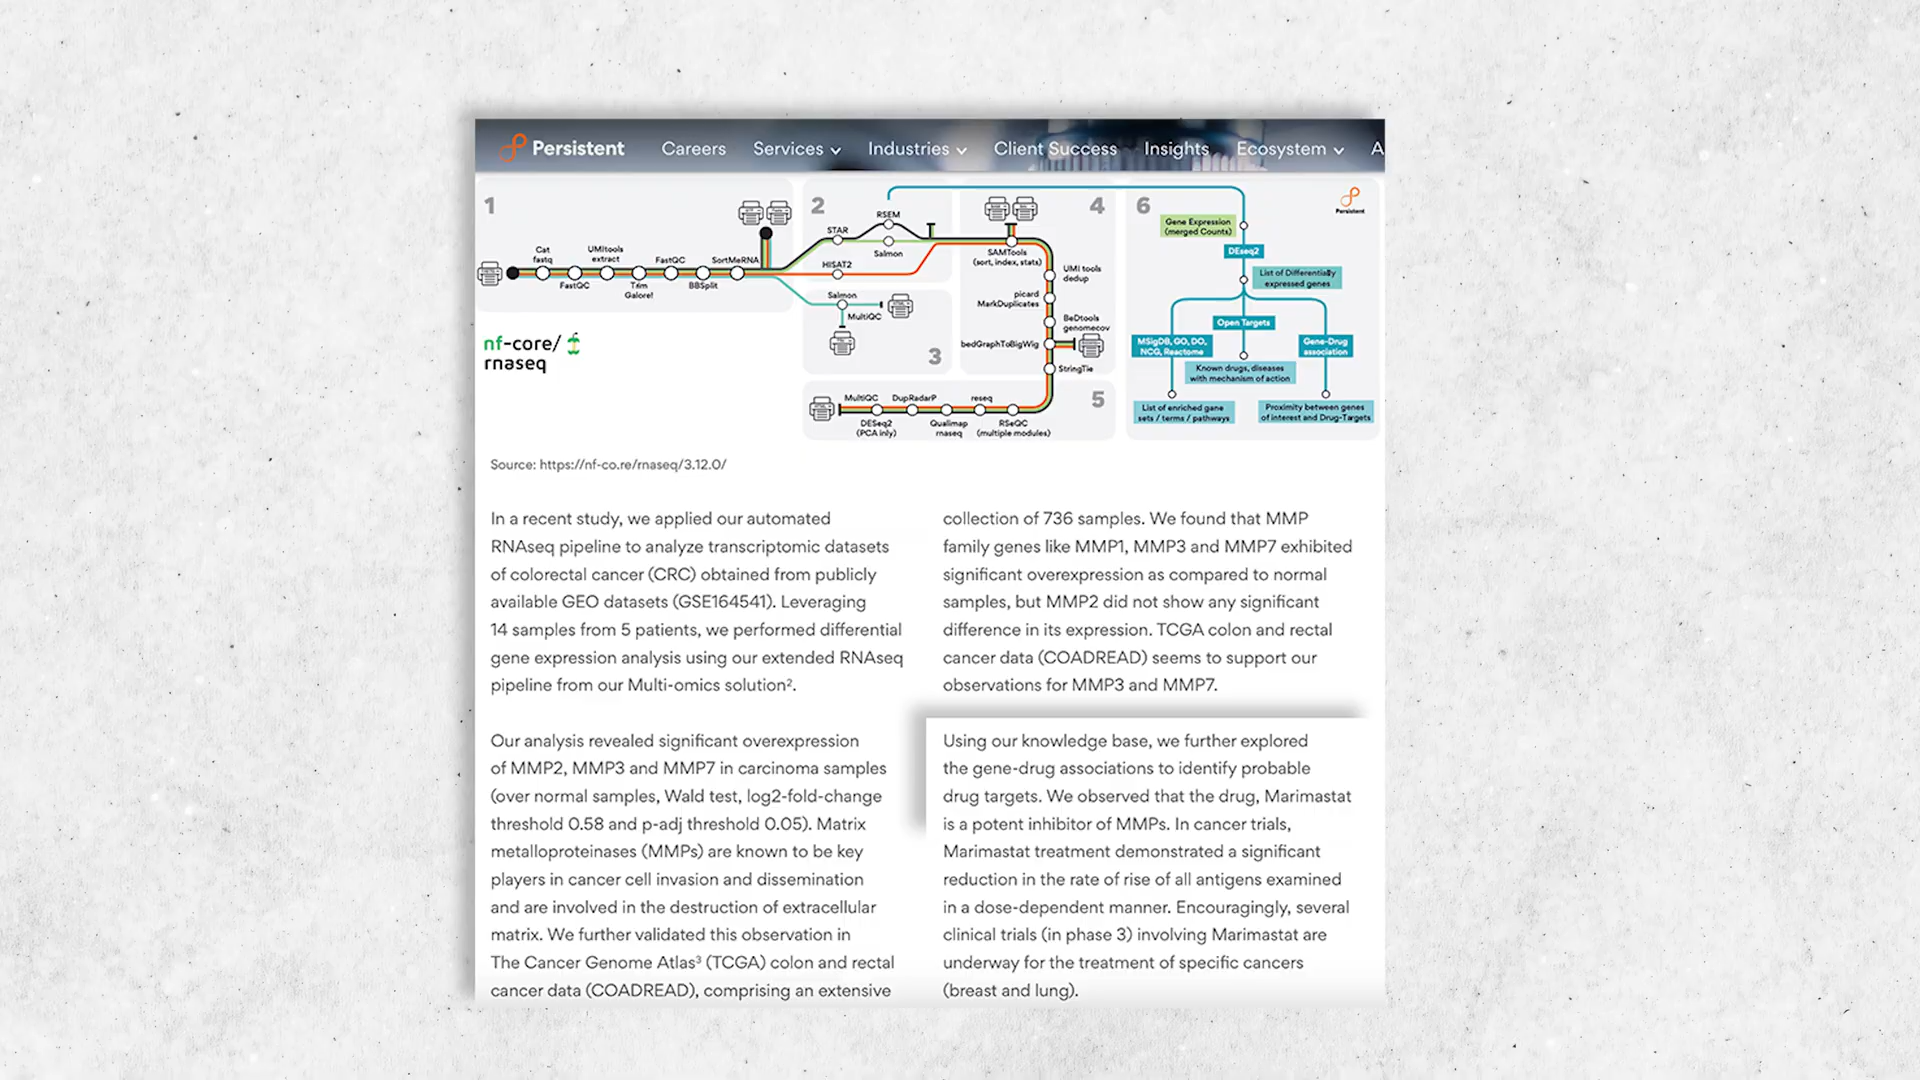 Persistent Careers Services Industries Client Success Insights Ecosystem A
1
Cat
fastq
FastQC
UMItools
extract
Trim
Galore!
FastQC
BBSplit
SortMeRNA
nf-core/
rnaseq
2
STAR
RSEM
Salmon
HISAT2
3
Salmon
MultiQC
4
SAMTools
(sort, index, stats)
UMI tools
dedup
picard
MarkDuplicates
BeDtools
genomecov
bedGraphToBigWig
StringTie
5
MultiQC
DESeq2
(PCA inly)
DupRadarP
Qualimap
rnaseq
reseq
RSeQC
(multiple modules)
6
Persistent
Gene Expression
(merged Counts)
DEseq2
List of Differentially
expressed genes
Open Targets
MSigDB, GO, DO,
NCG, Reactome
Gene-Drug
association
Known drugs, diseases
with mechanism of action
List of enriched gene
sets / terms / pathways
Proximity between genes
of interest and Drug-Targets
Source: https://nf-co.re/rnaseq/3.12.0/
In a recent study, we applied our automated
RNAseq pipeline to analyze transcriptomic datasets
of colorectal cancer (CRC) obtained from publicly
available GEO datasets (GSE164541). Leveraging
14 samples from 5 patients, we performed differential
gene expression analysis using our extended RNAseq
pipeline from our Multi-omics solution².
Our analysis revealed significant overexpression
of MMP2, MMP3 and MMP7 in carcinoma samples
(over normal samples, Wald test, log2-fold-change
threshold 0.58 and p-adj threshold 0.05). Matrix
metalloproteinases (MMPs) are known to be key
players in cancer cell invasion and dissemination
and are involved in the destruction of extracellular
matrix. We further validated this observation in
The Cancer Genome Atlas³ (TCGA) colon and rectal
cancer data (COADREAD), comprising an extensive
collection of 736 samples. We found that MMP
family genes like MMP1, MMP3 and MMP7 exhibited
significant overexpression as compared to normal
samples, but MMP2 did not show any significant
difference in its expression. TCGA colon and rectal
cancer data (COADREAD) seems to support our
observations for MMP3 and MMP7.
Using our knowledge base, we further explored
the gene-drug associations to identify probable
drug targets. We observed that the drug, Marimastat
is a potent inhibitor of MMPs. In cancer trials,
Marimastat treatment demonstrated a significant
reduction in the rate of rise of all antigens examined
in a dose-dependent manner. Encouragingly, several
clinical trials (in phase 3) involving Marimastat are
underway for the treatment of specific cancers
(breast and lung).